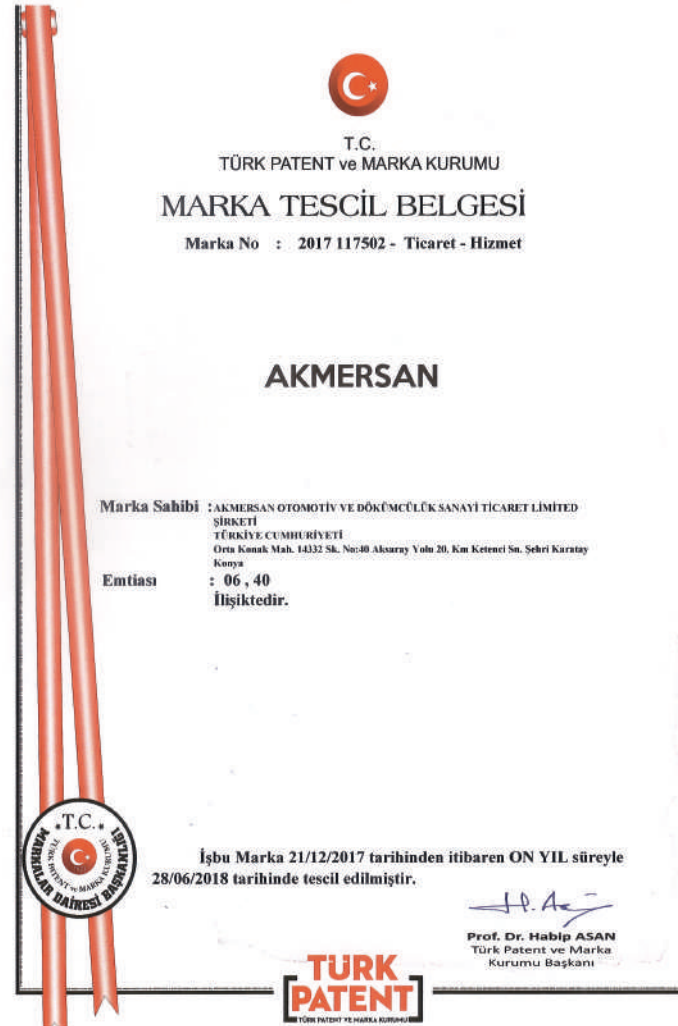 T.C.
TÜRK PATENT ve MARKA KURUMU
MARKA TESCİL BELGESİ
Marka No : 2017 117502 - Ticaret - Hizmet
AKMERSAN
Marka Sahibi : AKMERSAN OTOMOTİV VE DÖKÜMCÜLÜK SANAYİ TİCARET LİMİTED
ŞİRKETİ
TÜRKİYE CUMHURİYETİ
Orta Konak Mah. 14332 Sk. No:40 Aksaray Yolu 20. Km Ketenci Sn. Şehri Karatay
Konya
Emtiası : 06 , 40
İlişiktedir.
T.C.
MARKALAR DAİRESİ BAŞKANLIĞI
TÜRK PATENT ve MARKA KURUMU
İşbu Marka 21/12/2017 tarihinden itibaren ON YIL süreyle
28/06/2018 tarihinde tescil edilmiştir.
Prof. Dr. Habip ASAN
Türk Patent ve Marka
Kurumu Başkanı
TÜRK
PATENT
TÜRK PATENT VE MARKA KURUMU